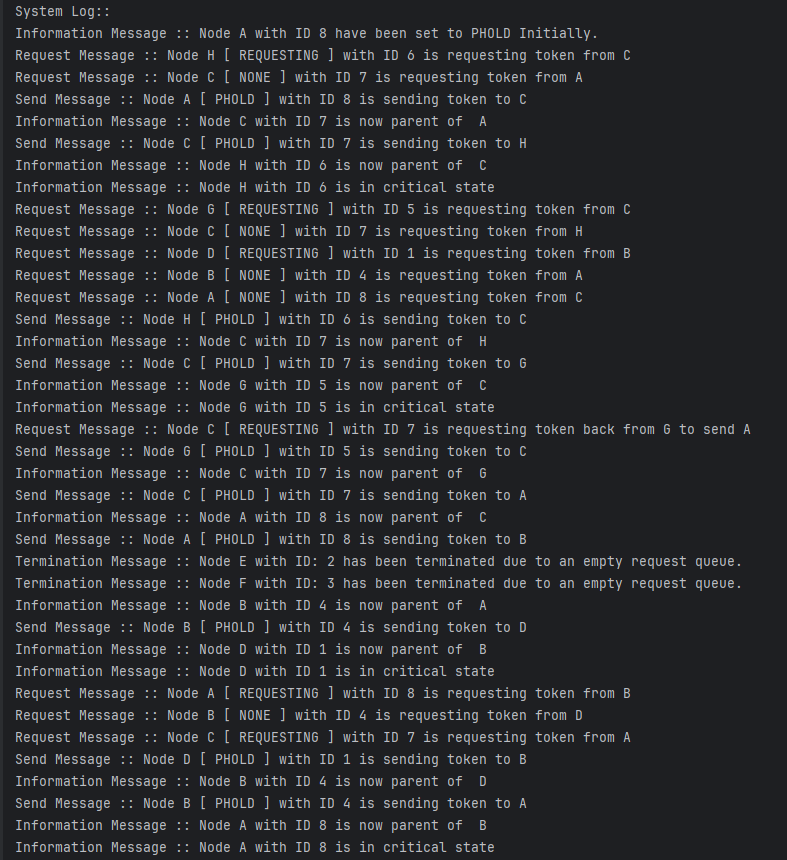 System Log::
Information Message :: Node A with ID 8 have been set to PHOLD Initially.
Request Message :: Node H [ REQUESTING ] with ID 6 is requesting token from C
Request Message :: Node C [ NONE ] with ID 7 is requesting token from A
Send Message :: Node A [ PHOLD ] with ID 8 is sending token to C
Information Message :: Node C with ID 7 is now parent of  A
Send Message :: Node C [ PHOLD ] with ID 7 is sending token to H
Information Message :: Node H with ID 6 is now parent of  C
Information Message :: Node H with ID 6 is in critical state
Request Message :: Node G [ REQUESTING ] with ID 5 is requesting token from C
Request Message :: Node C [ NONE ] with ID 7 is requesting token from H
Request Message :: Node D [ REQUESTING ] with ID 1 is requesting token from B
Request Message :: Node B [ NONE ] with ID 4 is requesting token from A
Request Message :: Node A [ NONE ] with ID 8 is requesting token from C
Send Message :: Node H [ PHOLD ] with ID 6 is sending token to C
Information Message :: Node C with ID 7 is now parent of  H
Send Message :: Node C [ PHOLD ] with ID 7 is sending token to G
Information Message :: Node G with ID 5 is now parent of  C
Information Message :: Node G with ID 5 is in critical state
Request Message :: Node C [ REQUESTING ] with ID 7 is requesting token back from G to send A
Send Message :: Node G [ PHOLD ] with ID 5 is sending token to C
Information Message :: Node C with ID 7 is now parent of  G
Send Message :: Node C [ PHOLD ] with ID 7 is sending token to A
Information Message :: Node A with ID 8 is now parent of  C
Send Message :: Node A [ PHOLD ] with ID 8 is sending token to B
Termination Message :: Node E with ID: 2 has been terminated due to an empty request queue.
Termination Message :: Node F with ID: 3 has been terminated due to an empty request queue.
Information Message :: Node B with ID 4 is now parent of  A
Send Message :: Node B [ PHOLD ] with ID 4 is sending token to D
Information Message :: Node D with ID 1 is now parent of  B
Information Message :: Node D with ID 1 is in critical state
Request Message :: Node A [ REQUESTING ] with ID 8 is requesting token from B
Request Message :: Node B [ NONE ] with ID 4 is requesting token from D
Request Message :: Node C [ REQUESTING ] with ID 7 is requesting token from A
Send Message :: Node D [ PHOLD ] with ID 1 is sending token to B
Information Message :: Node B with ID 4 is now parent of  D
Send Message :: Node B [ PHOLD ] with ID 4 is sending token to A
Information Message :: Node A with ID 8 is now parent of  B
Information Message :: Node A with ID 8 is in critical state